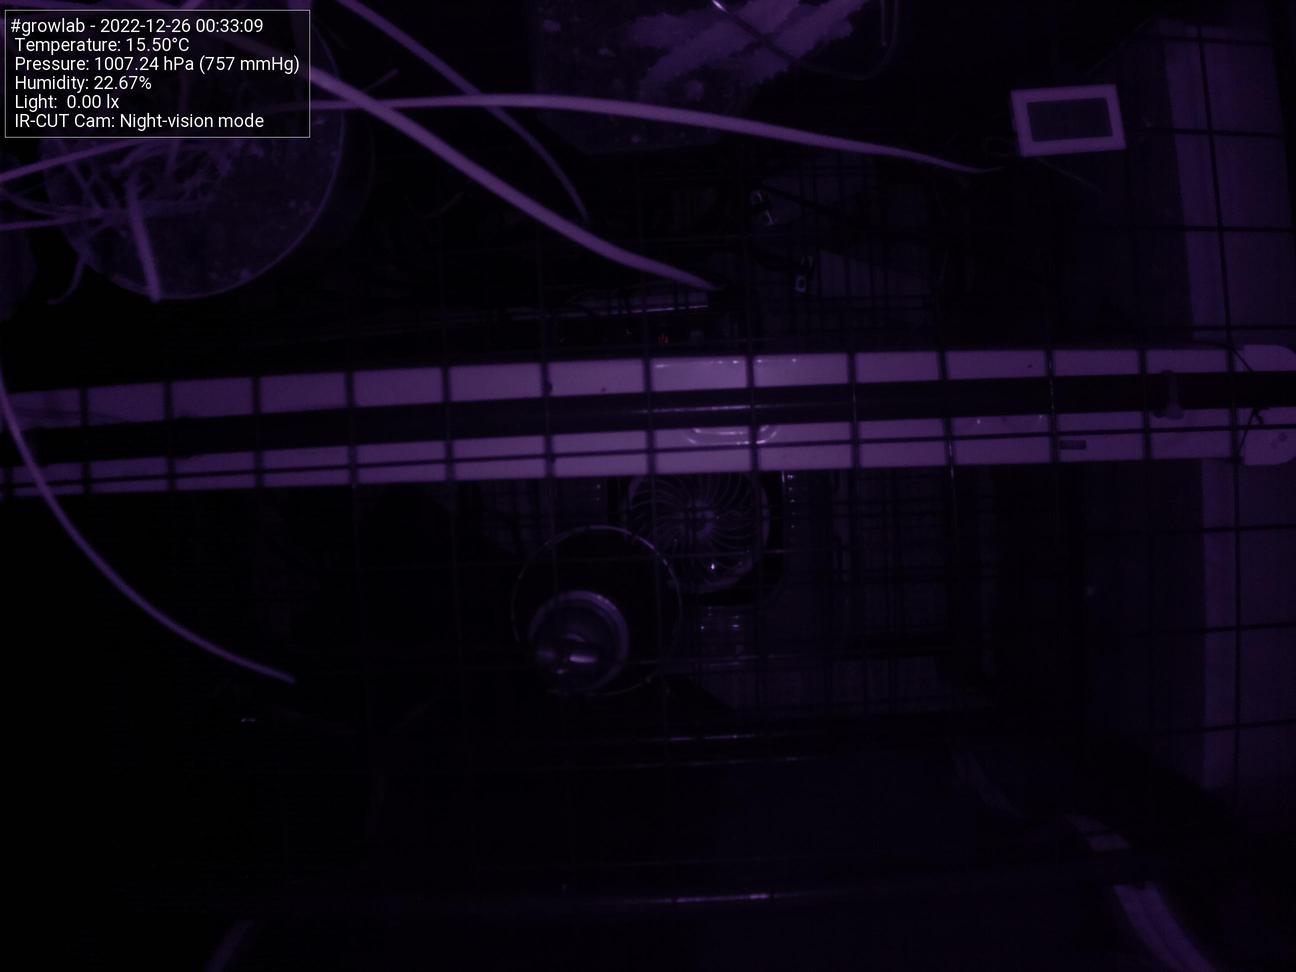 #growlab - 2022-12-26 00:33:09
Temperature: 15.50°C
Pressure: 1007.24 hPa (757 mmHg)
Humidity: 22.67%
Light:  0.00 lx
IR-CUT Cam: Night-vision mode